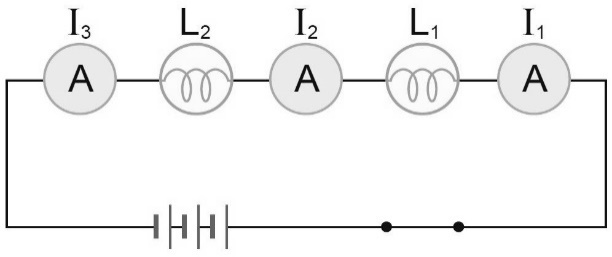 I₃ L₂ I₂ L₁ I₁
A A A